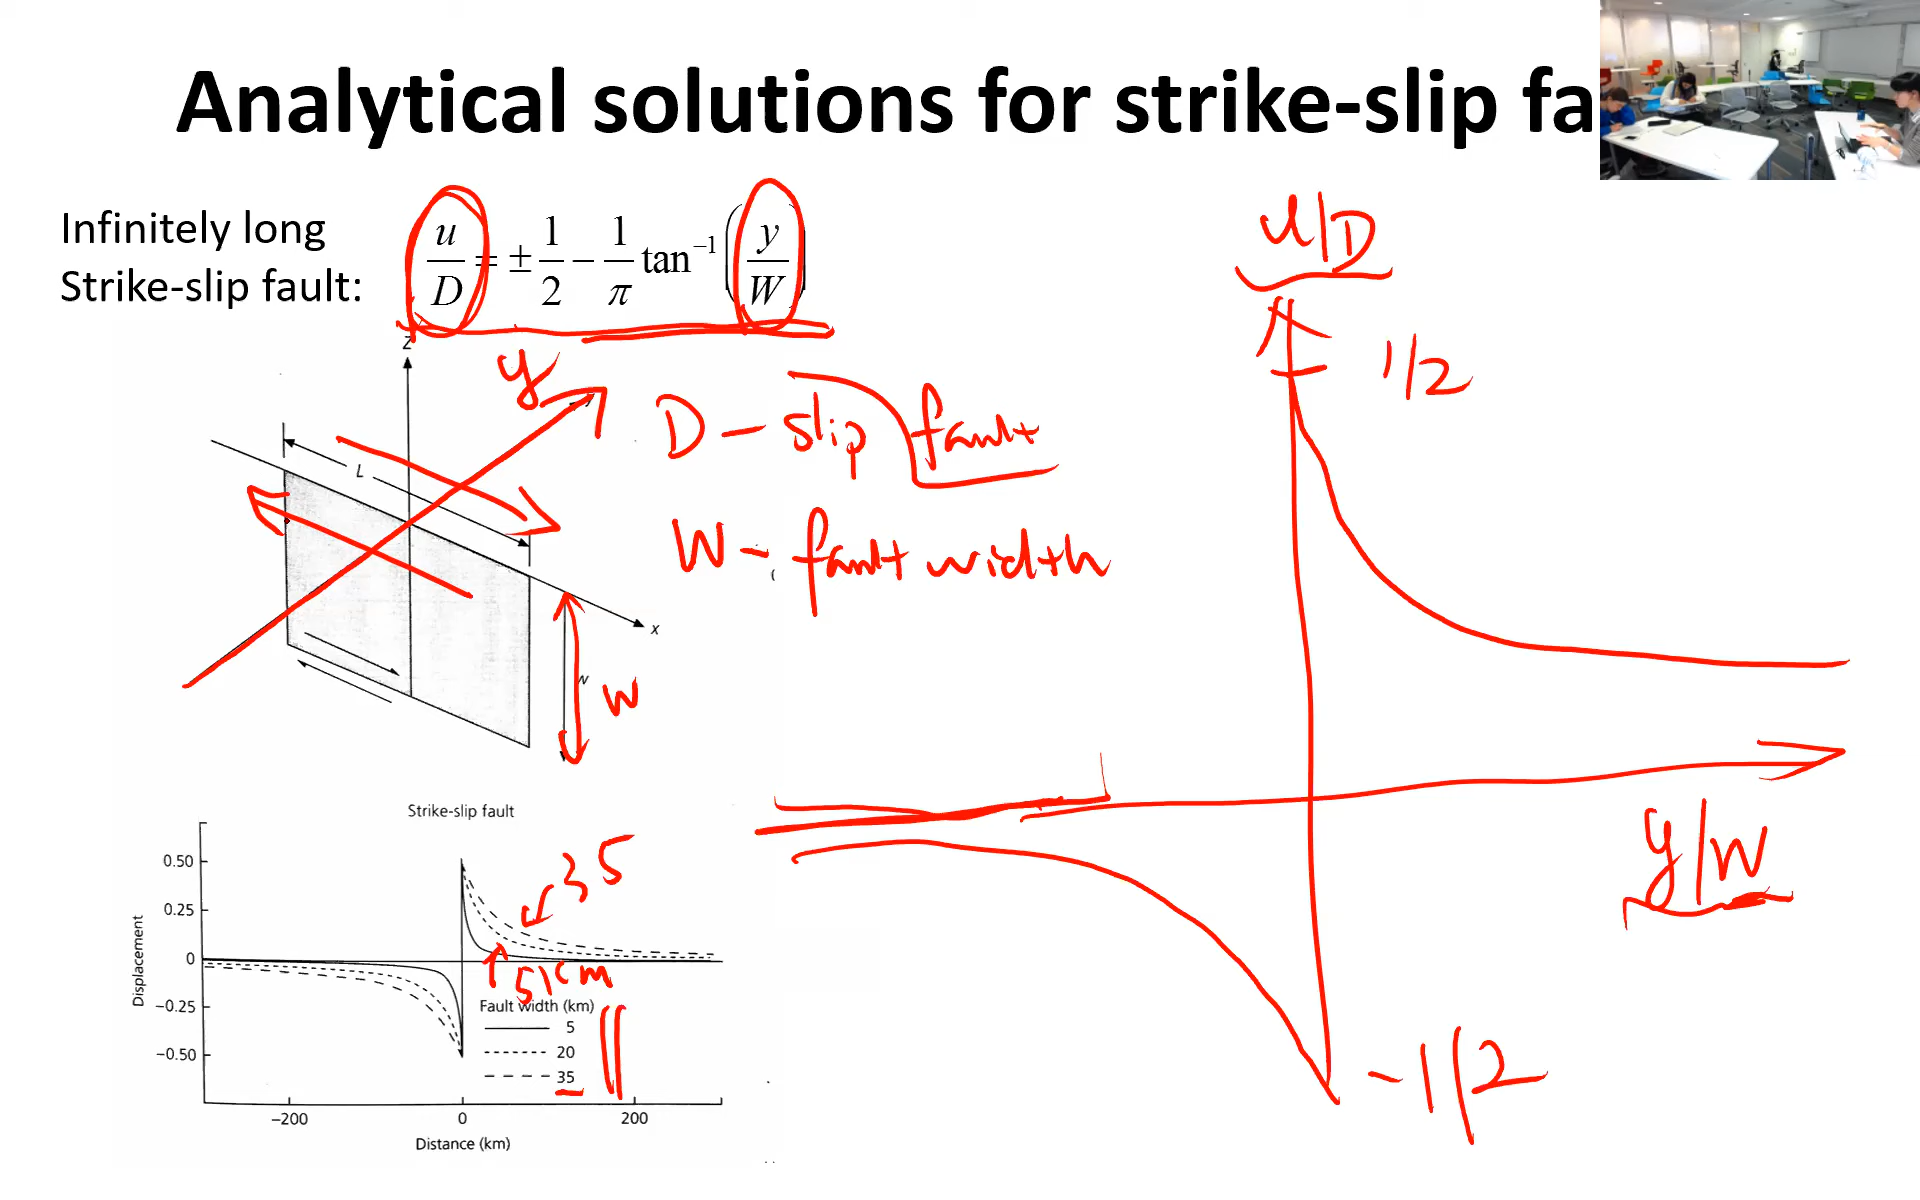 Analytical solutions for strike-slip fa
Infinitely long
Strike-slip fault:
u/D = ± 1/2 − 1/π tan⁻¹(y/W)
u/D
1/2
z
y
y
L
D – slip fault
W – fault width
x
W
W
y/W
-1/2
Strike-slip fault
0.50
0.25
0
−0.25
−0.50
Displacement
35
5km
Fault width (km)
5
20
35
−200
0
200
Distance (km)